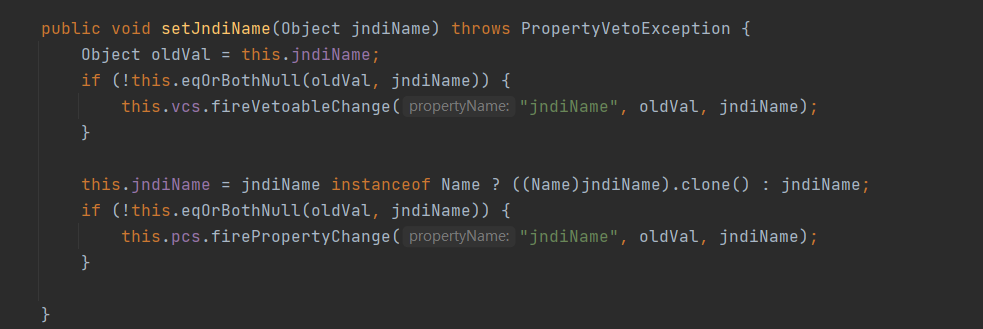 public void setJndiName(Object jndiName) throws PropertyVetoException {
    Object oldVal = this.jndiName;
    if (!this.eqOrBothNull(oldVal, jndiName)) {
        this.vcs.fireVetoableChange( propertyName: "jndiName", oldVal, jndiName);
    }

    this.jndiName = jndiName instanceof Name ? ((Name)jndiName).clone() : jndiName;
    if (!this.eqOrBothNull(oldVal, jndiName)) {
        this.pcs.firePropertyChange( propertyName: "jndiName", oldVal, jndiName);
    }

}